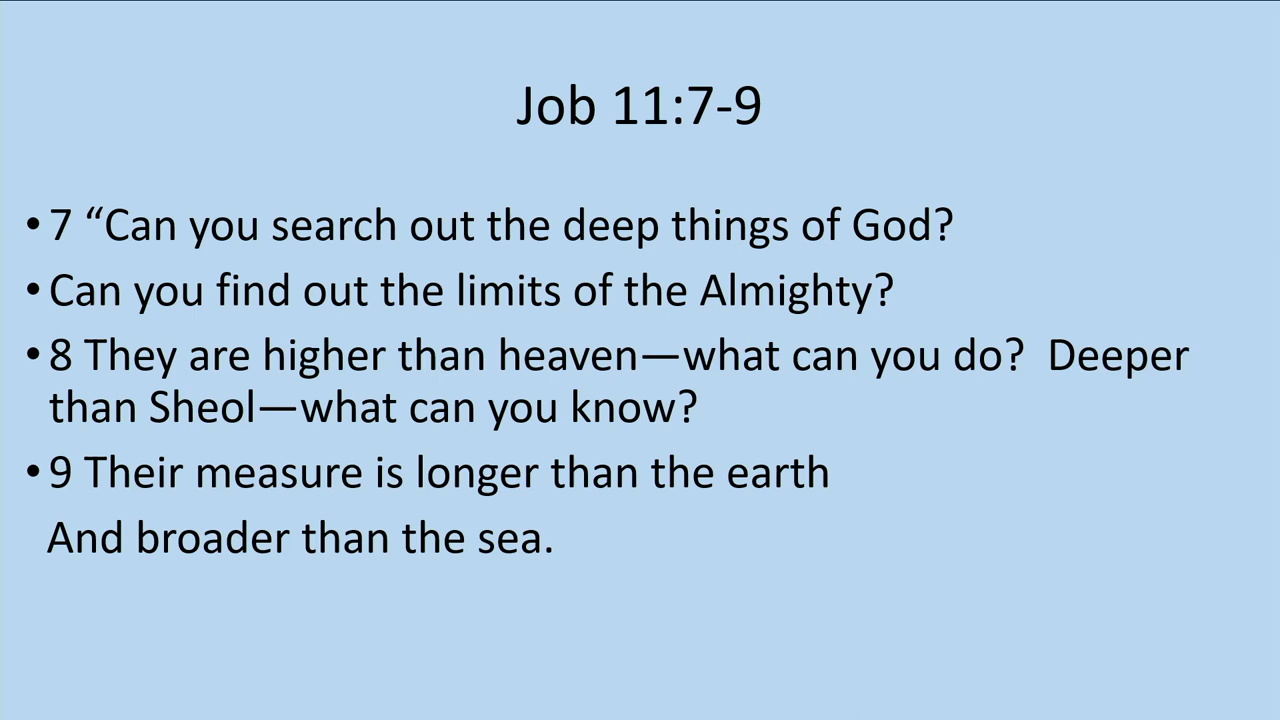 Job 11:7-9
• 7 “Can you search out the deep things of God?
• Can you find out the limits of the Almighty?
• 8 They are higher than heaven—what can you do?  Deeper
than Sheol—what can you know?
• 9 Their measure is longer than the earth
And broader than the sea.